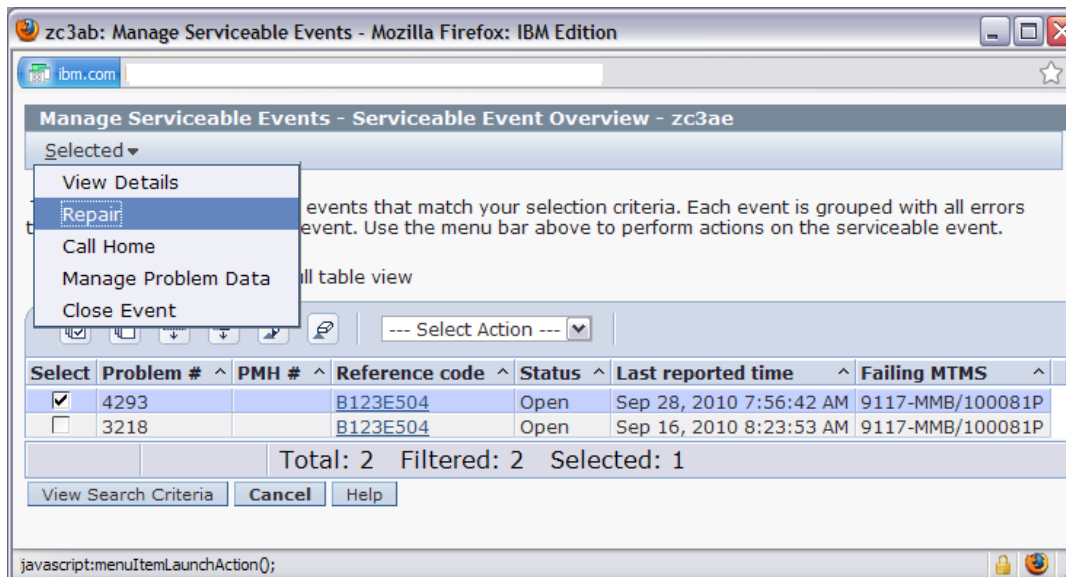 zc3ab: Manage Serviceable Events - Mozilla Firefox: IBM Edition
ibm.com
Manage Serviceable Events - Serviceable Event Overview - zc3ae
Selected
View Details
Repair
Call Home
Manage Problem Data
Close Event
events that match your selection criteria. Each event is grouped with all errors
event. Use the menu bar above to perform actions on the serviceable event.
table view
--- Select Action ---
Select Problem # ^ PMH # ^ Reference code ^ Status ^ Last reported time ^ Failing MTMS ^
4293 B123E504 Open Sep 28, 2010 7:56:42 AM 9117-MMB/100081P
3218 B123E504 Open Sep 16, 2010 8:23:53 AM 9117-MMB/100081P
Total: 2 Filtered: 2 Selected: 1
View Search Criteria Cancel Help
javascript:menuItemLaunchAction();